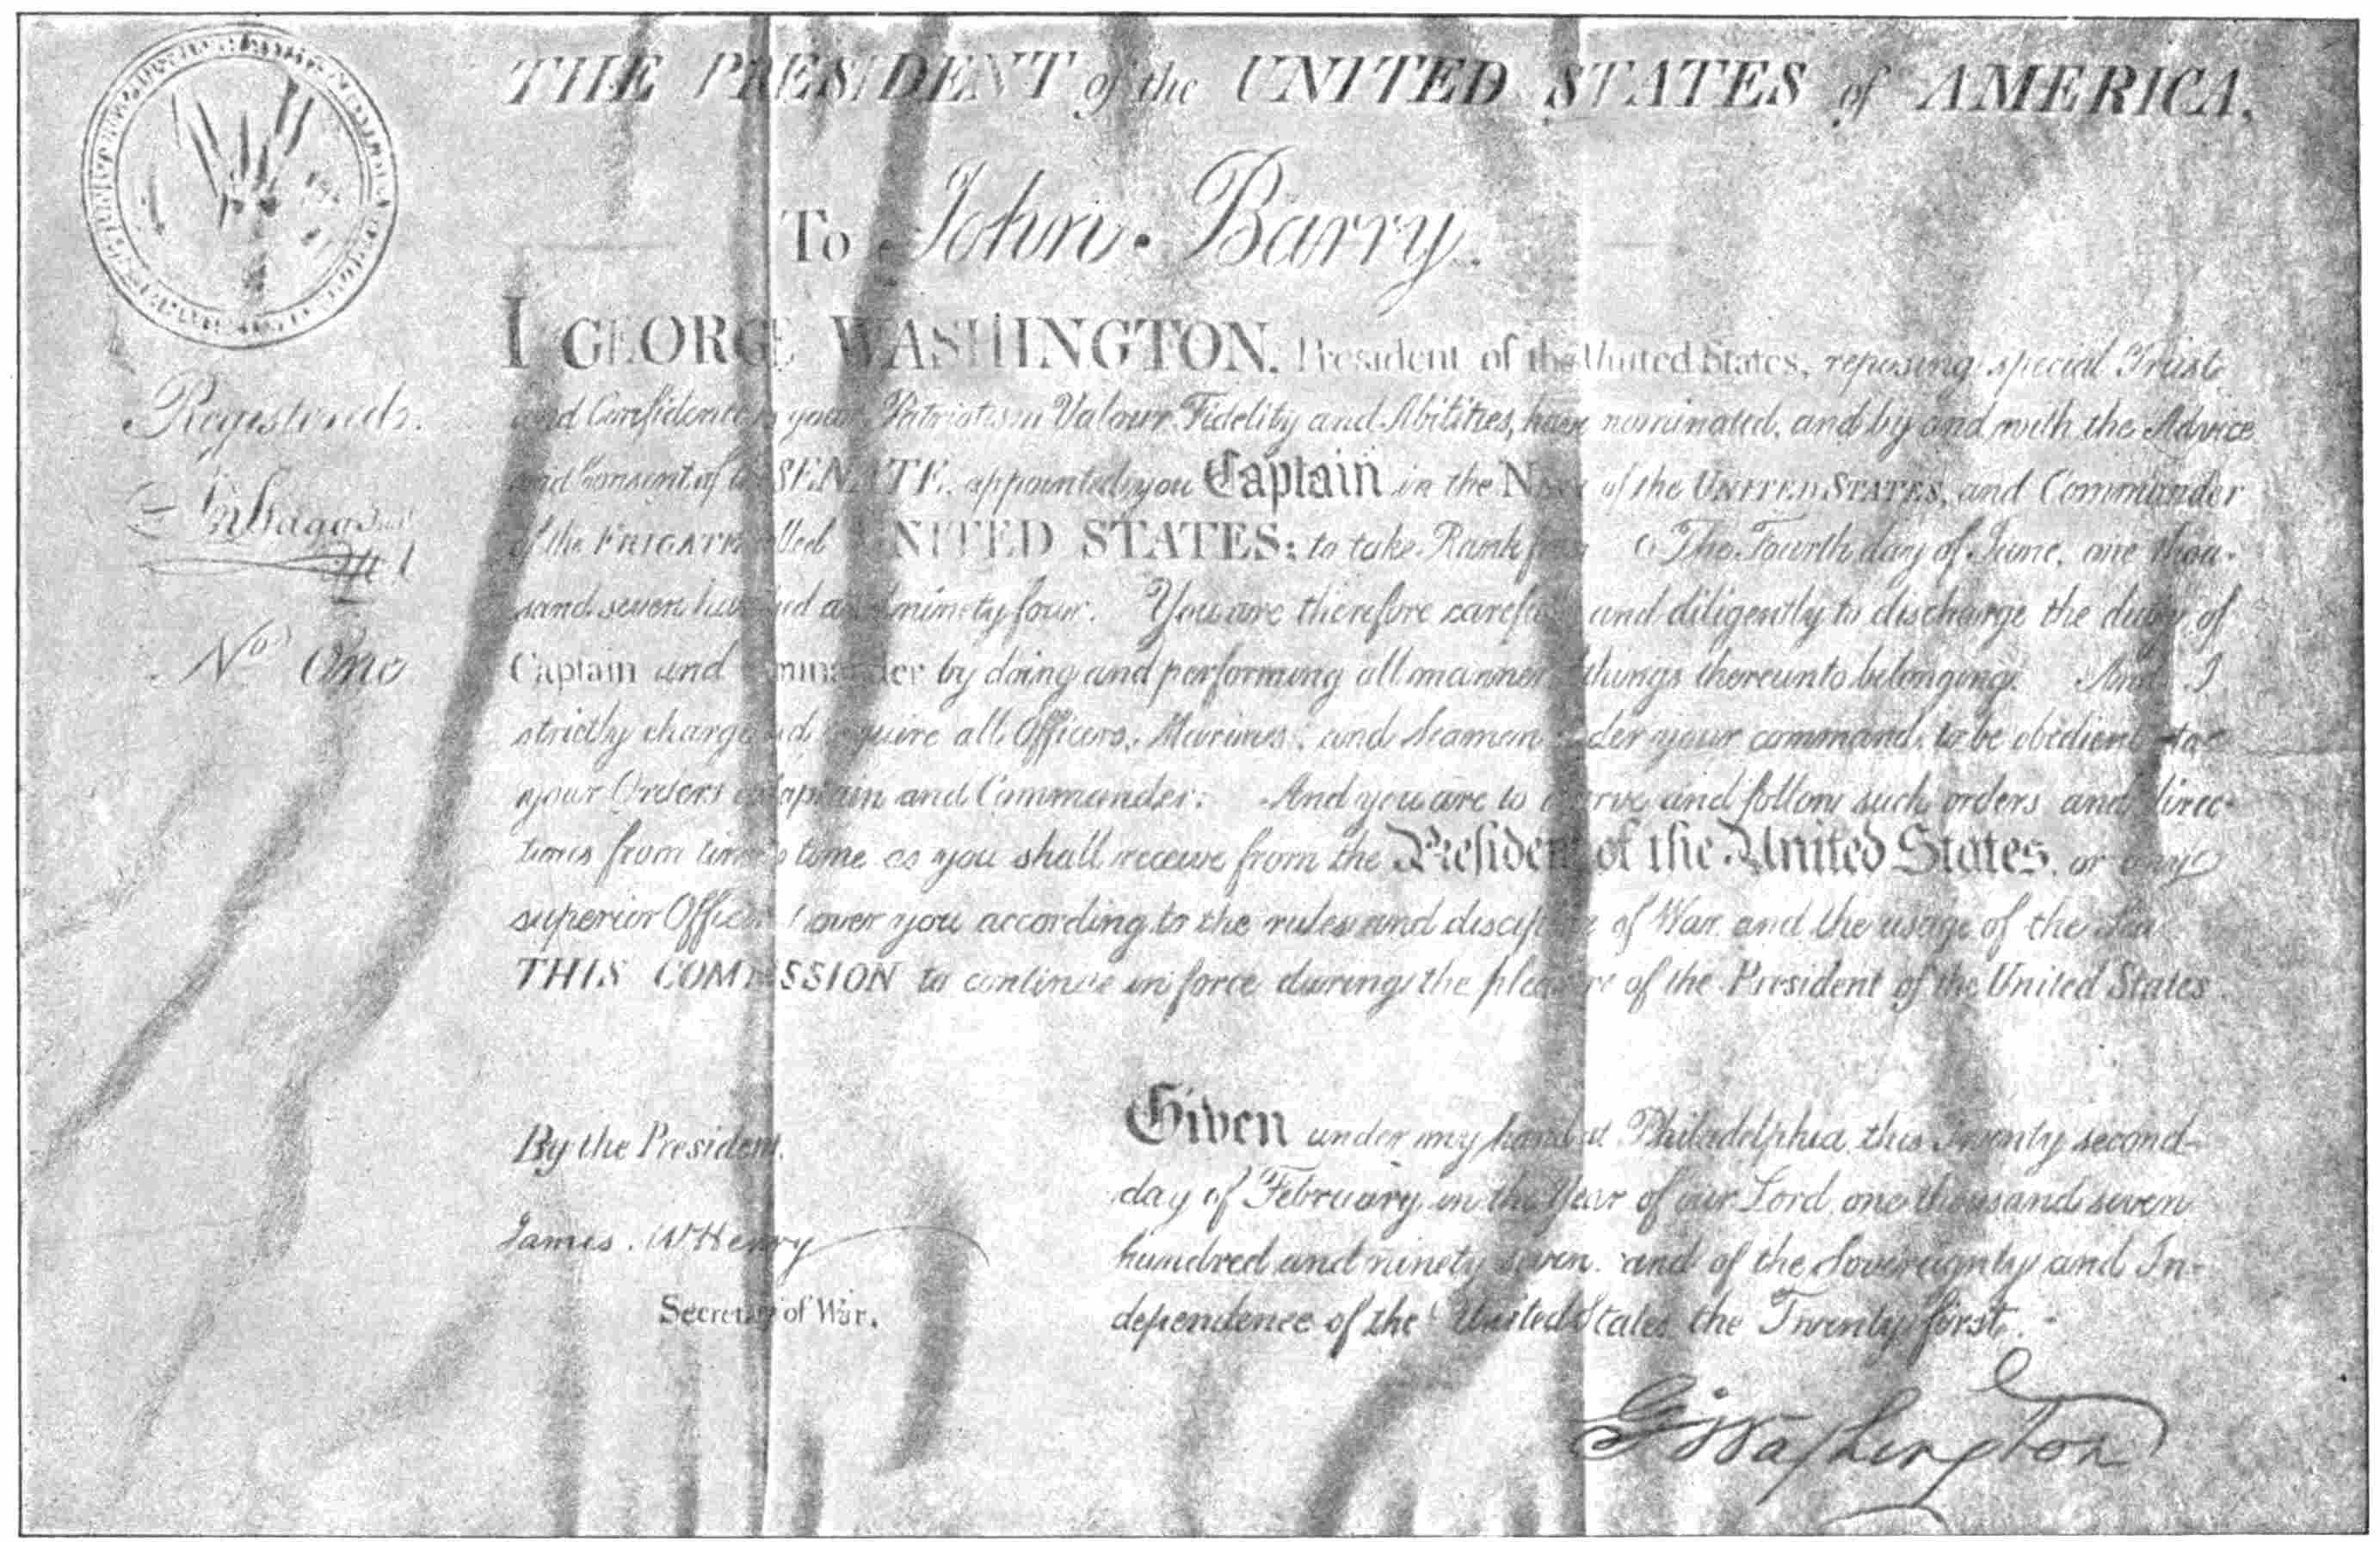 THE PRESIDENT of the UNITED STATES of AMERICA,
To John Barry.
I GEORGE WASHINGTON, President of the United States, reposing special Trust
and Confidence in your Patriotism Valour Fidelity and Abilities, have nominated, and by and with the Advice
and Consent of the SENATE, appointed you Captain in the Navy of the UNITED STATES, and Commander
of the FRIGATE called UNITED STATES; to take Rank from The Fourth day of June, one thou-
sand seven hundred and ninety four. You are therefore carefully and diligently to discharge the duty of
Captain and Commander by doing and performing all manner of things thereunto belonging. And I
strictly charge and require all Officers, Marines, and Seamen under your command, to be obedient to
your Orders as Captain and Commander: And you are to observe and follow such orders and direc-
tions from time to time as you shall receive from the President of the United States, or any
superior Officer over you according to the rules and discipline of War and the usage of the Sea
THIS COMMISSION to continue in force during the pleasure of the President of the United States.
Registered.
No One
By the President,
James McHenry
Secretary of War.
Given under my hand at Philadelphia, this twenty second
day of February in the Year of our Lord one thousand seven
hundred and ninety seven. and of the Sovereignty and In-
dependence of the United States the Twenty first.
G Washington